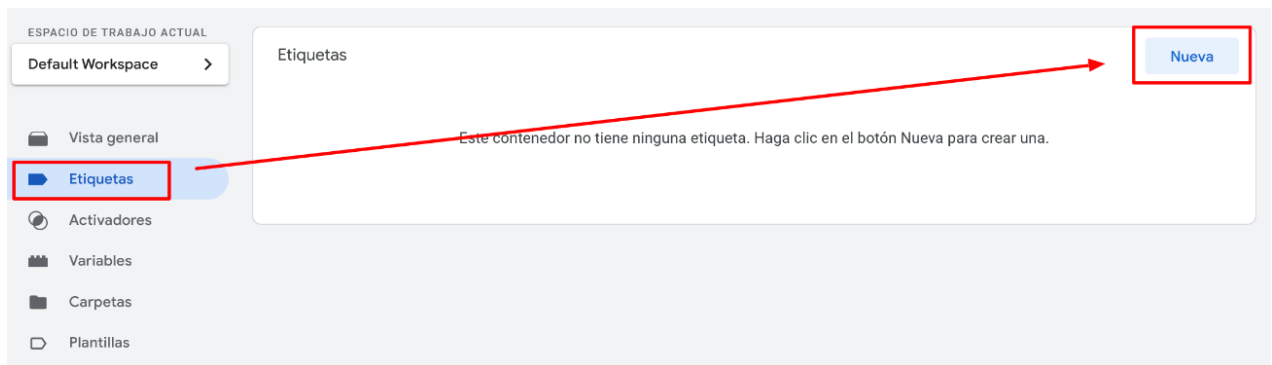 ESPACIO DE TRABAJO ACTUAL
Default Workspace
Vista general
Etiquetas
Activadores
Variables
Carpetas
Plantillas
Etiquetas
Nueva
Este contenedor no tiene ninguna etiqueta. Haga clic en el botón Nueva para crear una.